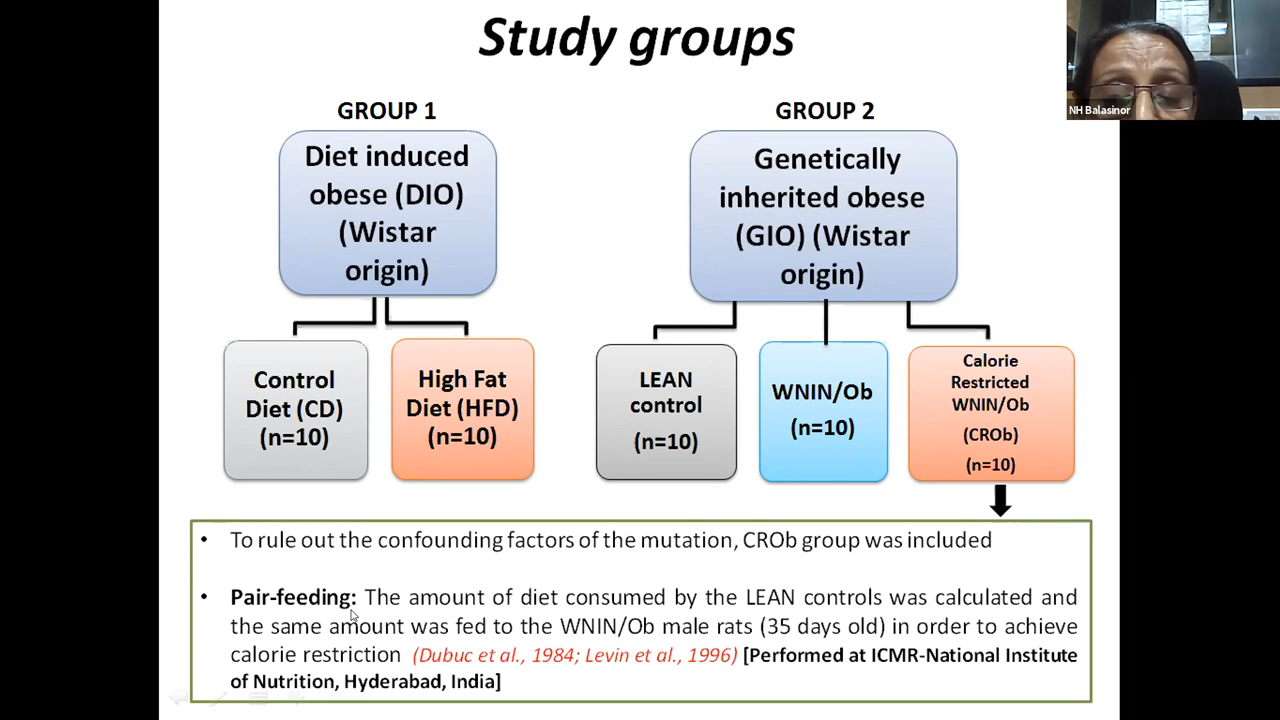 Study groups
NH Balasinor
GROUP 1
Diet induced
obese (DIO)
(Wistar
origin)
Control
Diet (CD)
(n=10)
High Fat
Diet (HFD)
(n=10)
GROUP 2
Genetically
inherited obese
(GIO) (Wistar
origin)
LEAN
control
(n=10)
WNIN/Ob
(n=10)
Calorie
Restricted
WNIN/Ob
(CROb)
(n=10)
• To rule out the confounding factors of the mutation, CROb group was included
• Pair-feeding: The amount of diet consumed by the LEAN controls was calculated and
the same amount was fed to the WNIN/Ob male rats (35 days old) in order to achieve
calorie restriction (Dubuc et al., 1984; Levin et al., 1996) [Performed at ICMR-National Institute
of Nutrition, Hyderabad, India]